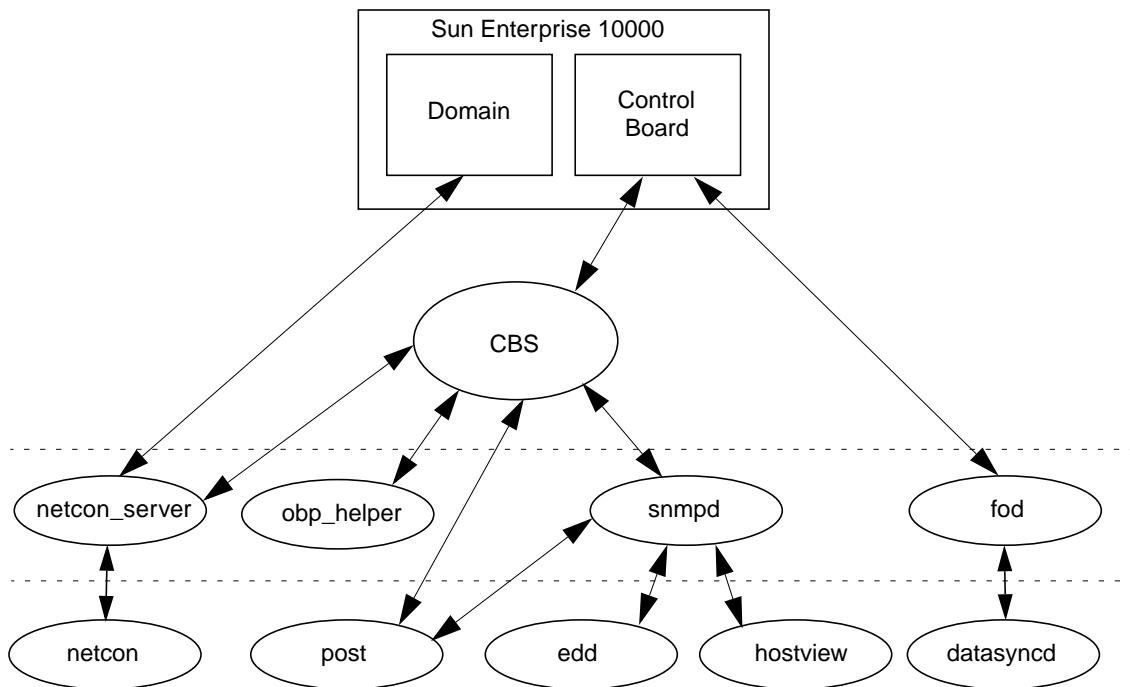 Sun Enterprise 10000
Domain
Control
Board
CBS
netcon_server
obp_helper
snmpd
fod
netcon
post
edd
hostview
datasyncd